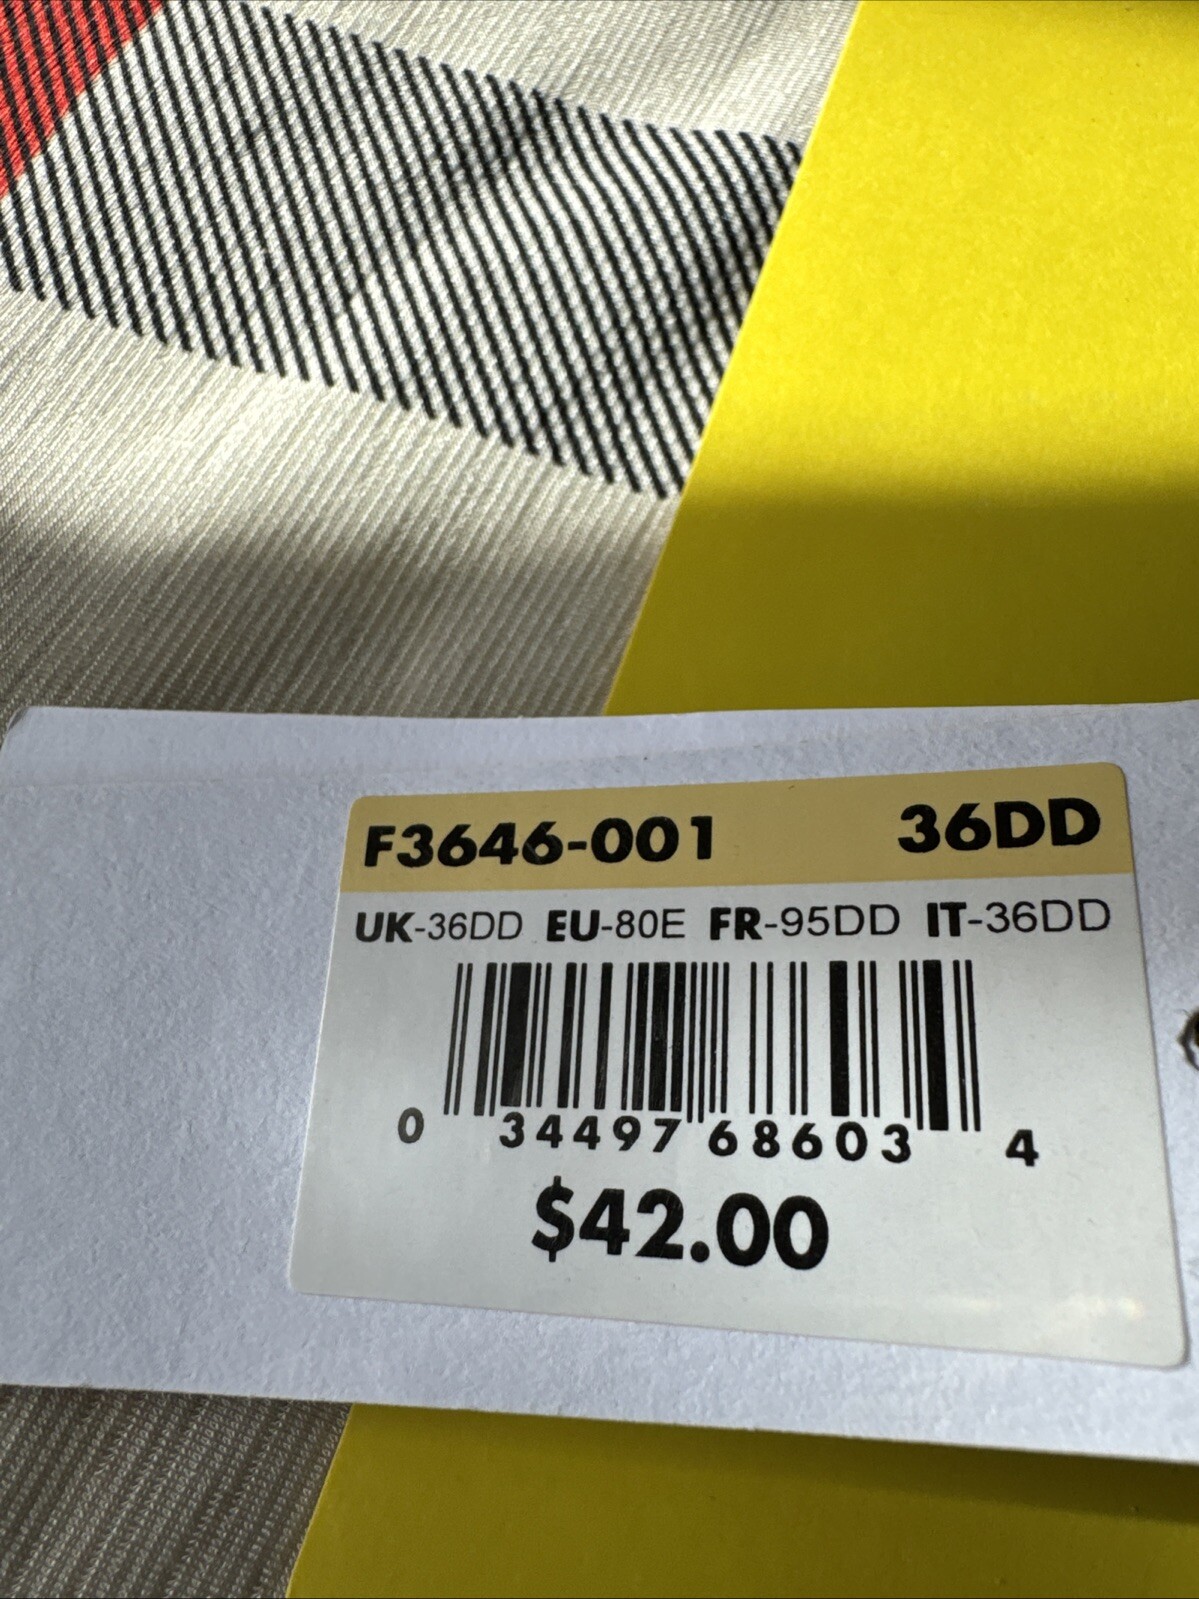 F3646-001 36DD
UK-36DD EU-80E FR-95DD IT-36DD
0 34497 68603 4
$42.00